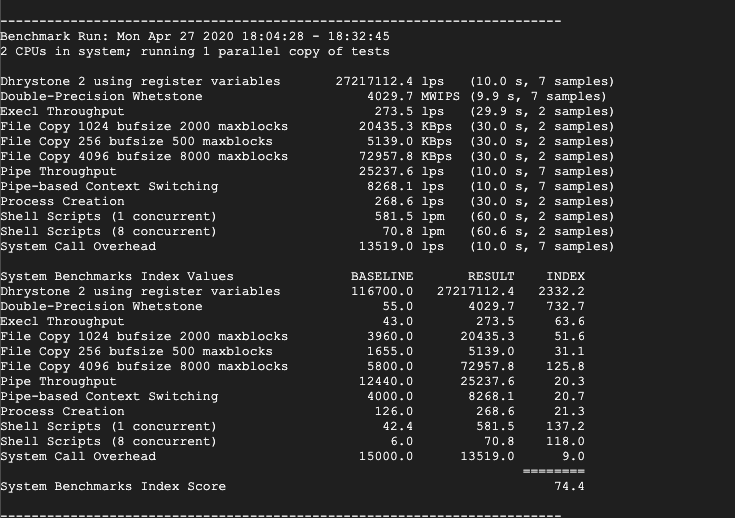 ------------------------------------------------------------------------
Benchmark Run: Mon Apr 27 2020 18:04:28 - 18:32:45
2 CPUs in system; running 1 parallel copy of tests

Dhrystone 2 using register variables       27217112.4 lps   (10.0 s, 7 samples)
Double-Precision Whetstone                     4029.7 MWIPS (9.9 s, 7 samples)
Execl Throughput                                273.5 lps   (29.9 s, 2 samples)
File Copy 1024 bufsize 2000 maxblocks         20435.3 KBps  (30.0 s, 2 samples)
File Copy 256 bufsize 500 maxblocks            5139.0 KBps  (30.0 s, 2 samples)
File Copy 4096 bufsize 8000 maxblocks         72957.8 KBps  (30.0 s, 2 samples)
Pipe Throughput                               25237.6 lps   (10.0 s, 7 samples)
Pipe-based Context Switching                   8268.1 lps   (10.0 s, 7 samples)
Process Creation                                268.6 lps   (30.0 s, 2 samples)
Shell Scripts (1 concurrent)                    581.5 lpm   (60.0 s, 2 samples)
Shell Scripts (8 concurrent)                     70.8 lpm   (60.6 s, 2 samples)
System Call Overhead                          13519.0 lps   (10.0 s, 7 samples)

System Benchmarks Index Values               BASELINE       RESULT    INDEX
Dhrystone 2 using register variables         116700.0   27217112.4   2332.2
Double-Precision Whetstone                       55.0       4029.7    732.7
Execl Throughput                                 43.0        273.5     63.6
File Copy 1024 bufsize 2000 maxblocks          3960.0      20435.3     51.6
File Copy 256 bufsize 500 maxblocks            1655.0       5139.0     31.1
File Copy 4096 bufsize 8000 maxblocks          5800.0      72957.8    125.8
Pipe Throughput                               12440.0      25237.6     20.3
Pipe-based Context Switching                   4000.0       8268.1     20.7
Process Creation                                126.0        268.6     21.3
Shell Scripts (1 concurrent)                     42.4        581.5    137.2
Shell Scripts (8 concurrent)                      6.0         70.8    118.0
System Call Overhead                          15000.0      13519.0      9.0
                                                                   ========
System Benchmarks Index Score                                          74.4

------------------------------------------------------------------------